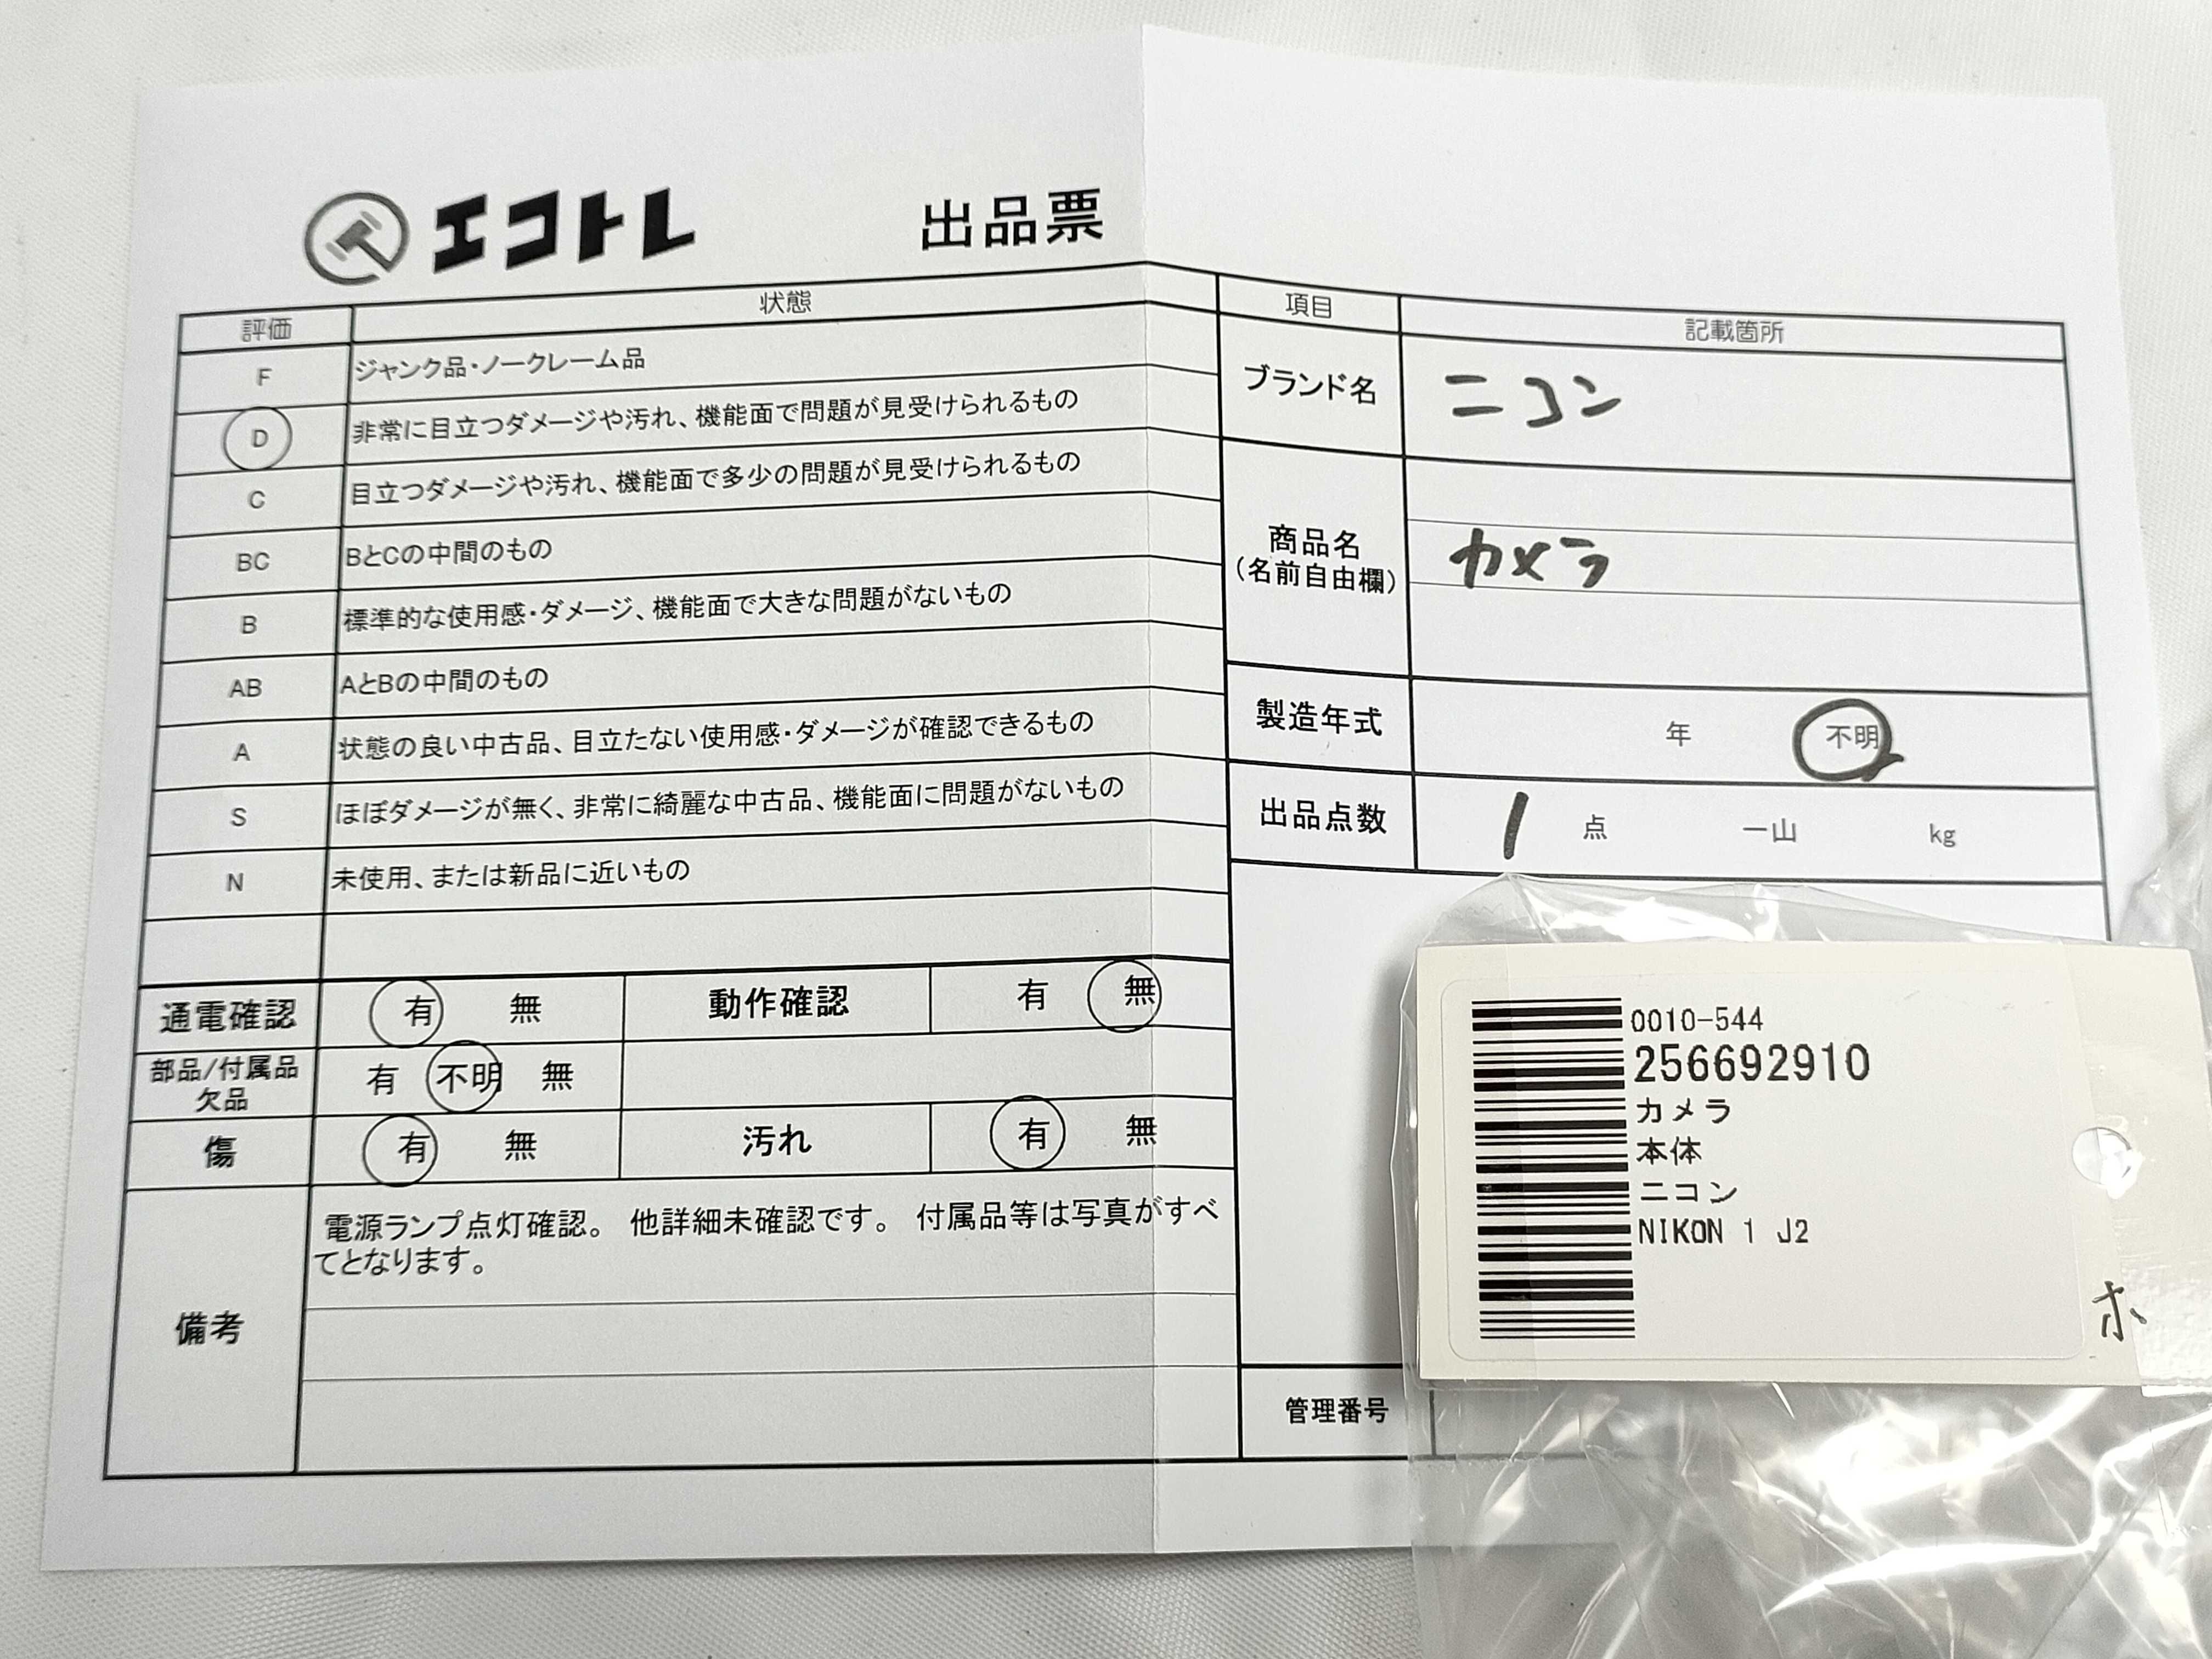 エコトレ 出品票
評価 状態
F ジャンク品・ノークレーム品
D 非常に目立つダメージや汚れ、機能面で問題が見受けられるもの
C 目立つダメージや汚れ、機能面で多少の問題が見受けられるもの
BC BとCの中間のもの
B 標準的な使用感・ダメージ、機能面で大きな問題がないもの
AB AとBの中間のもの
A 状態の良い中古品、目立たない使用感・ダメージが確認できるもの
S ほぼダメージが無く、非常に綺麗な中古品、機能面に問題がないもの
N 未使用、または新品に近いもの
通電確認 有 無 動作確認 有 無
部品/付属品
欠品
有 不明 無
傷 有 無 汚れ 有 無
備考
電源ランプ点灯確認。 他詳細未確認です。 付属品等は写真がすべ
てとなります。
項目 記載箇所
ブランド名 ニコン
商品名
(名前自由欄)
カメラ
製造年式 年 不明
出品点数 1 点 一山 kg
管理番号
0010-544
256692910
カメラ
本体
ニコン
NIKON 1 J2
ホ